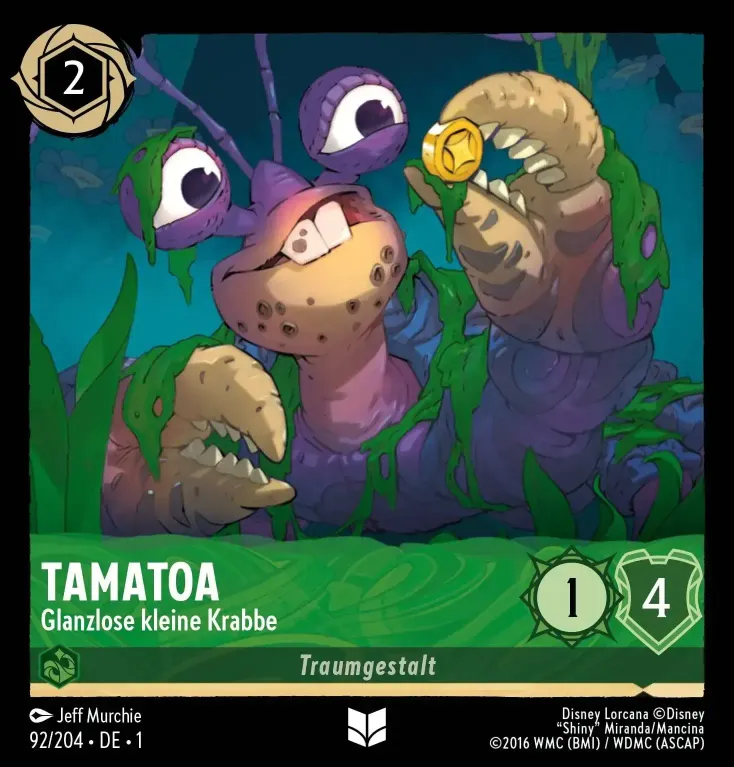 2
TAMATOA
Glanzlose kleine Krabbe
1
4
Traumgestalt
Jeff Murchie
92/204 • DE • 1
Disney Lorcana ©Disney
“Shiny” Miranda/Mancina
©2016 WMC (BMI) / WDMC (ASCAP)